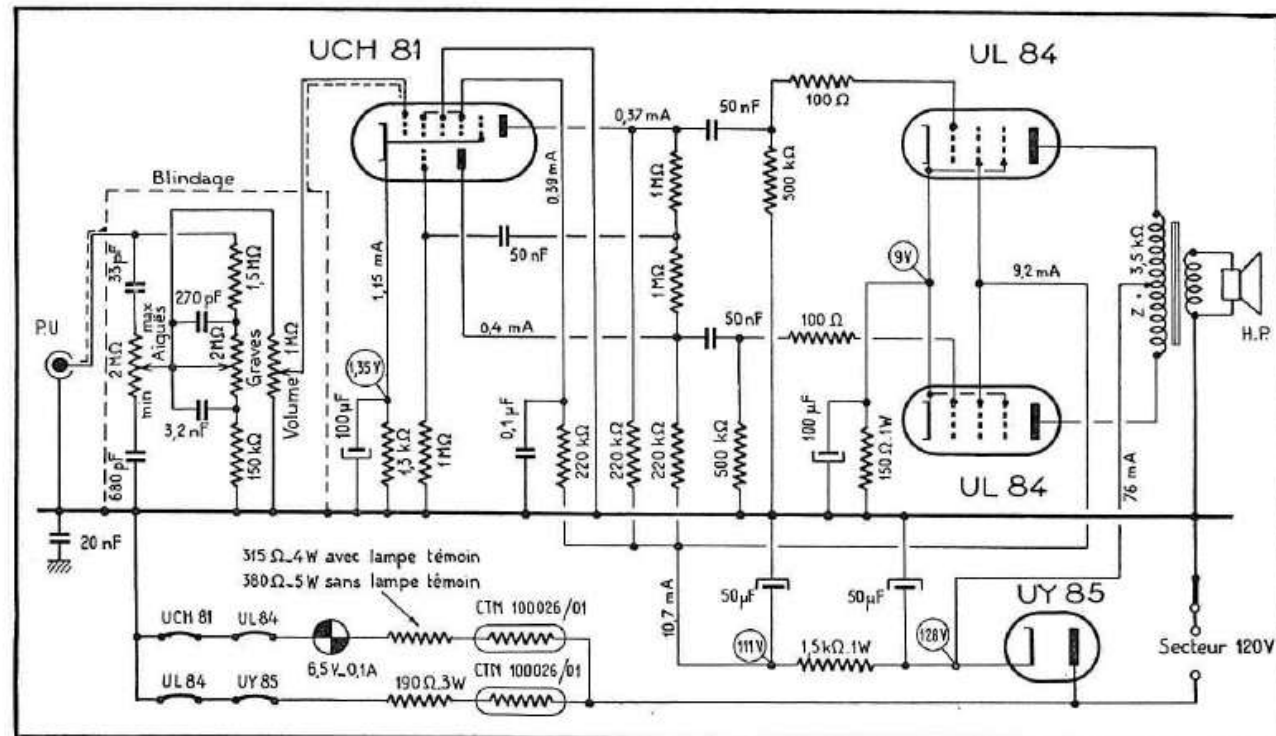 UCH 81
UL 84
Blindage
P.U
33 pF
2 MΩ
max
Aiguës
min
680 pF
270 pF
3,2 nF
1,5 MΩ
2 MΩ
Graves
150 kΩ
1 MΩ
Volume
1,15 mA
1,35V
100 µF
1,3 kΩ
1 MΩ
50 nF
0,4 mA
0,39 mA
0,37 mA
0,1 µF
220 kΩ
220 kΩ
220 kΩ
1 MΩ
1 MΩ
50 nF
50 nF
500 kΩ
500 kΩ
100 Ω
100 Ω
9V
9,2 mA
100 µF
150 Ω.1W
UL 84
76 mA
Z = 3,5 kΩ
H.P.
20 nF
315 Ω_4 W avec lampe témoin
380 Ω_5 W sans lampe témoin
UCH 81
UL 84
6,5 V_0,1A
CTN 100026/01
UL 84
UY 85
190 Ω.3W
CTN 100026/01
10,7 mA
50 µF
50 µF
111V
1,5 kΩ.1W
128V
UY 85
Secteur 120V